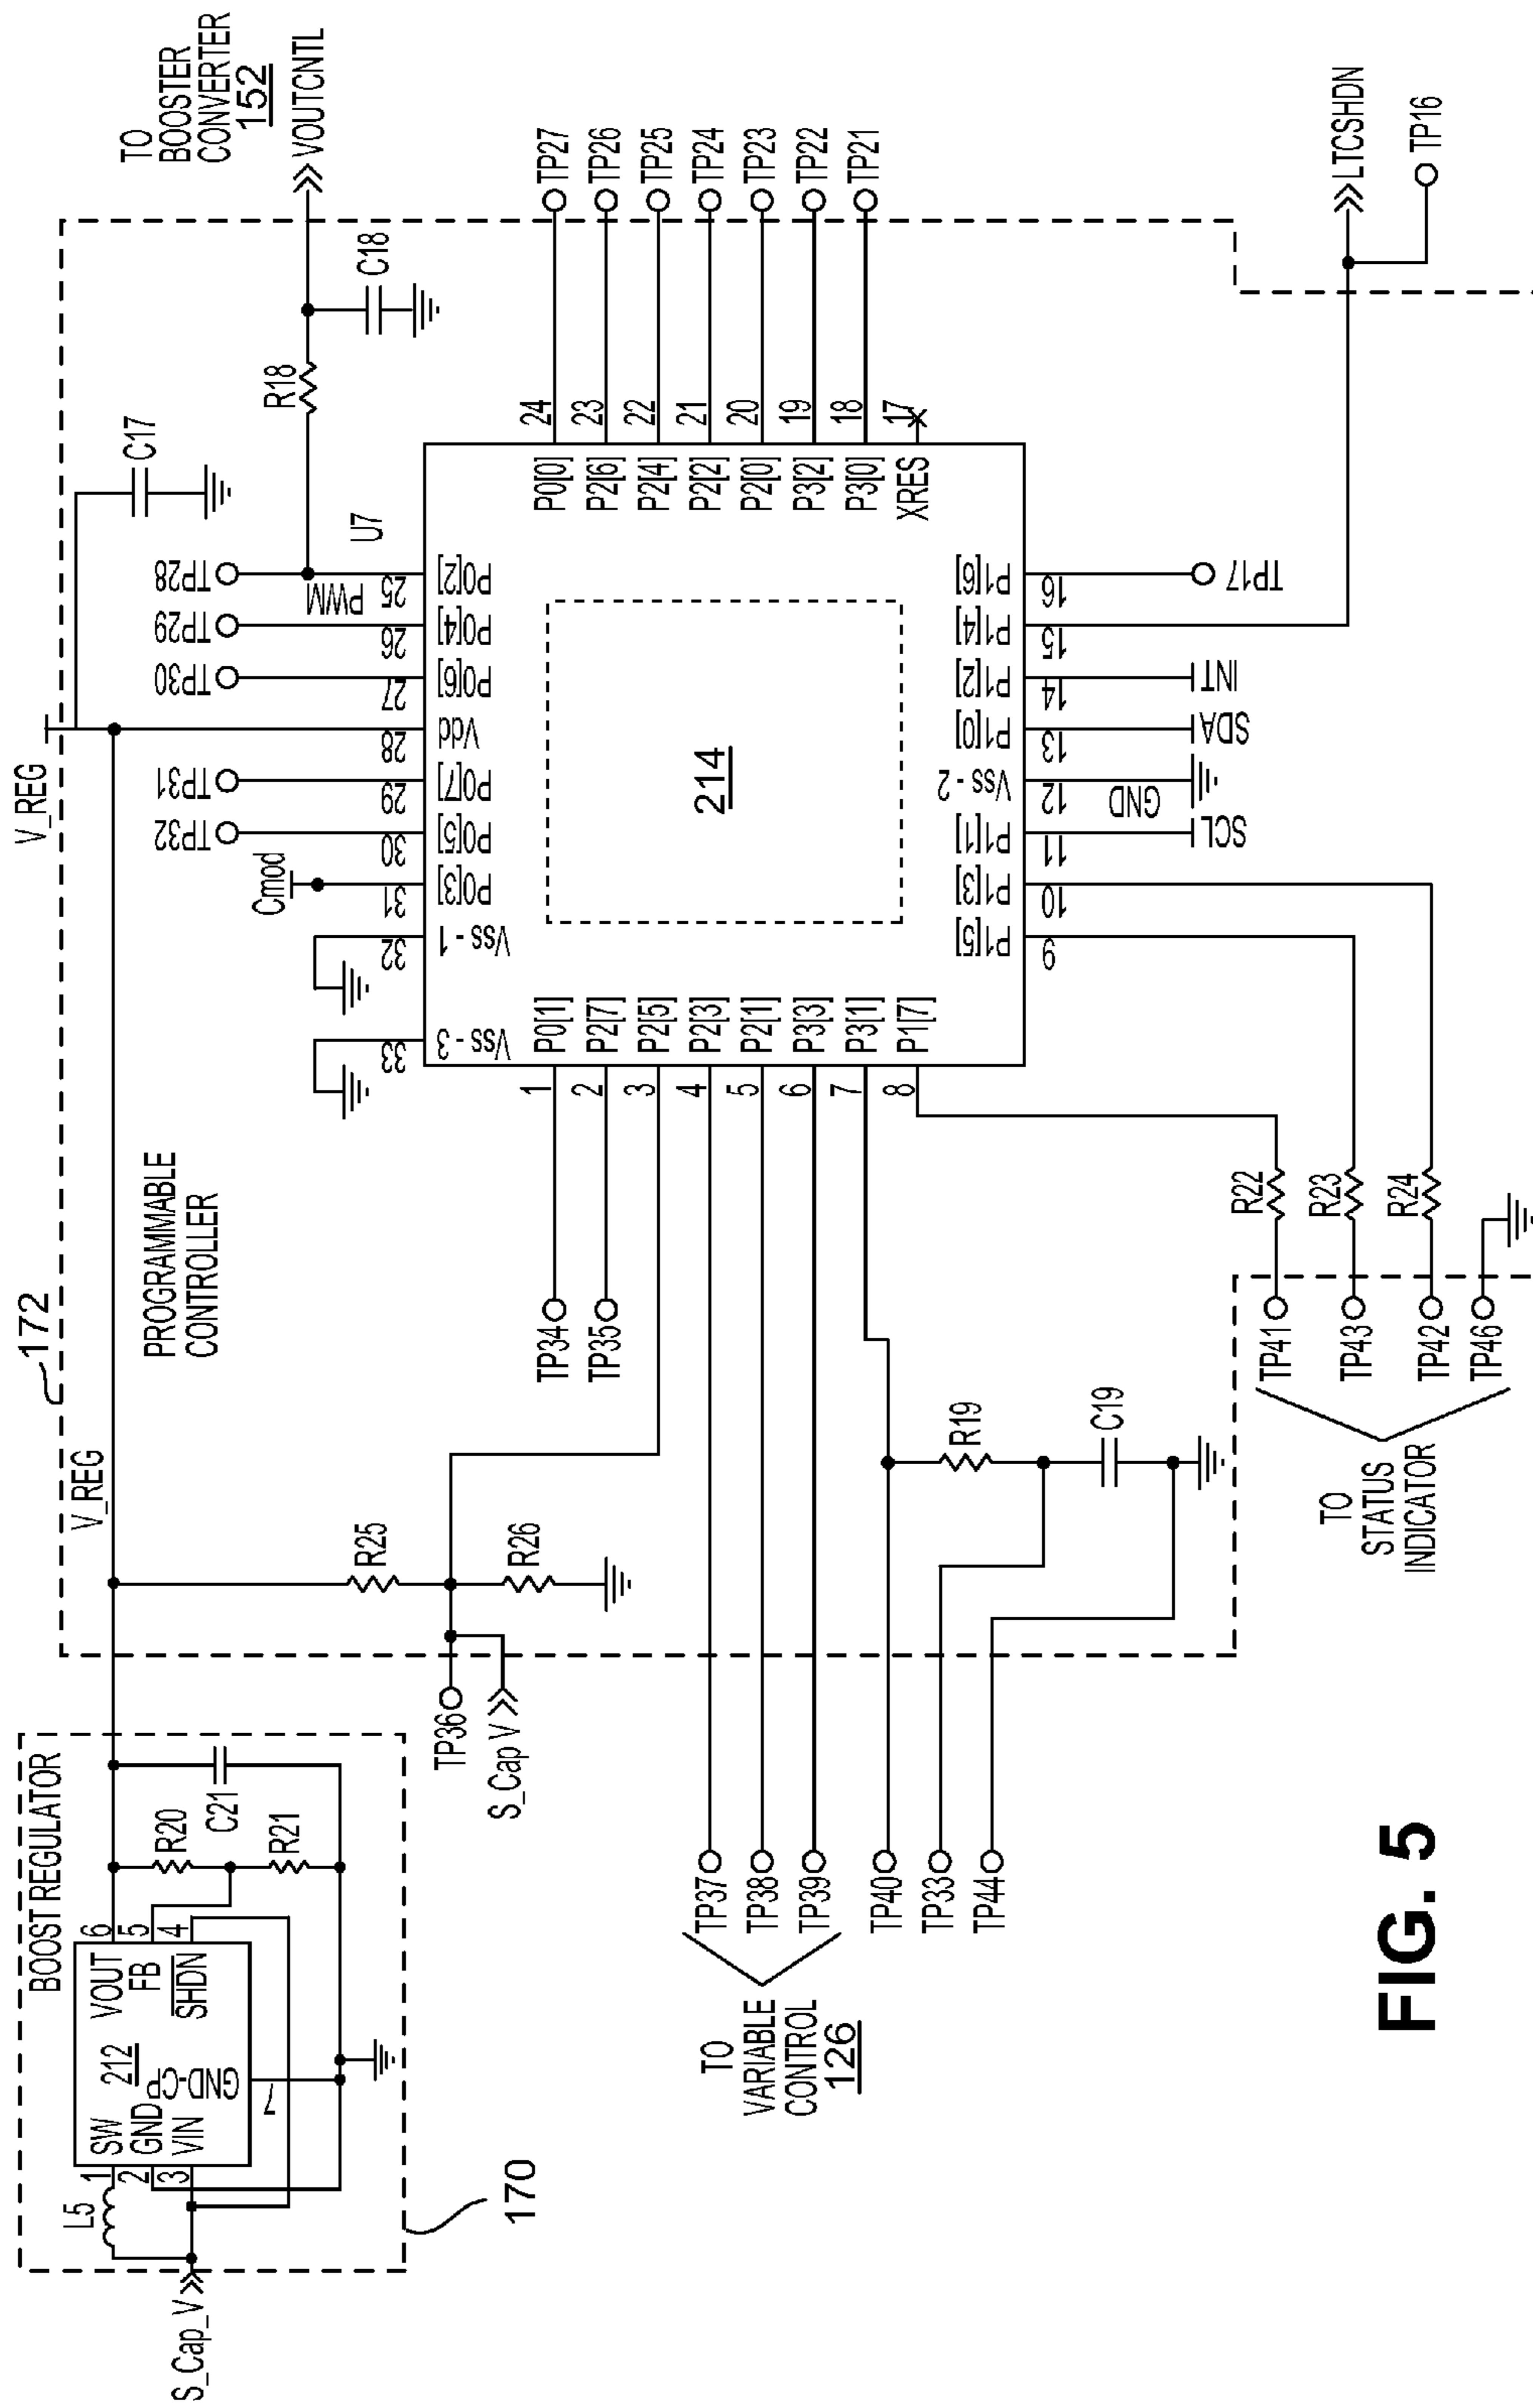 S_Cap_V
170
BOOST REGULATOR
L5
1
2
3
SW
GND
VIN
212
GND-CP
7
VOUT
FB
SHDN
6
5
4
R20
R21
C21
172
V_REG
V_REG
PROGRAMMABLE
CONTROLLER
TP36
S_Cap V
R25
R26
TP34
TP35
TP37
TP38
TP39
TO
VARIABLE
CONTROL
126
TP40
TP33
TP44
R19
C19
TP41
TP43
TP42
TP46
TO
STATUS
INDICATOR
R22
R23
R24
1
2
3
4
5
6
7
8
P0[1]
P2[7]
P2[5]
P2[3]
P2[1]
P3[3]
P3[1]
P1[7]
33
32
31
30
29
28
27
26
25
Vss - 3
Vss - 1
P0[3]
P0[5]
P0[7]
Vdd
P0[6]
P0[4]
P0[2]
Cmod
TP32
TP31
TP30
TP29
TP28
PWM
U7
214
C17
R18
C18
TO
BOOSTER
CONVERTER
152
VOUTCNTL
P0[0]
P2[6]
P2[4]
P2[2]
P2[0]
P3[2]
P3[0]
XRES
24
23
22
21
20
19
18
17
TP27
TP26
TP25
TP24
TP23
TP22
TP21
P1[5]
P1[3]
P1[1]
Vss - 2
P1[0]
P1[2]
P1[4]
P1[6]
9
10
11
12
13
14
15
16
SCL
GND
SDA
INT
TP17
LTCSHDN
TP16
FIG. 5